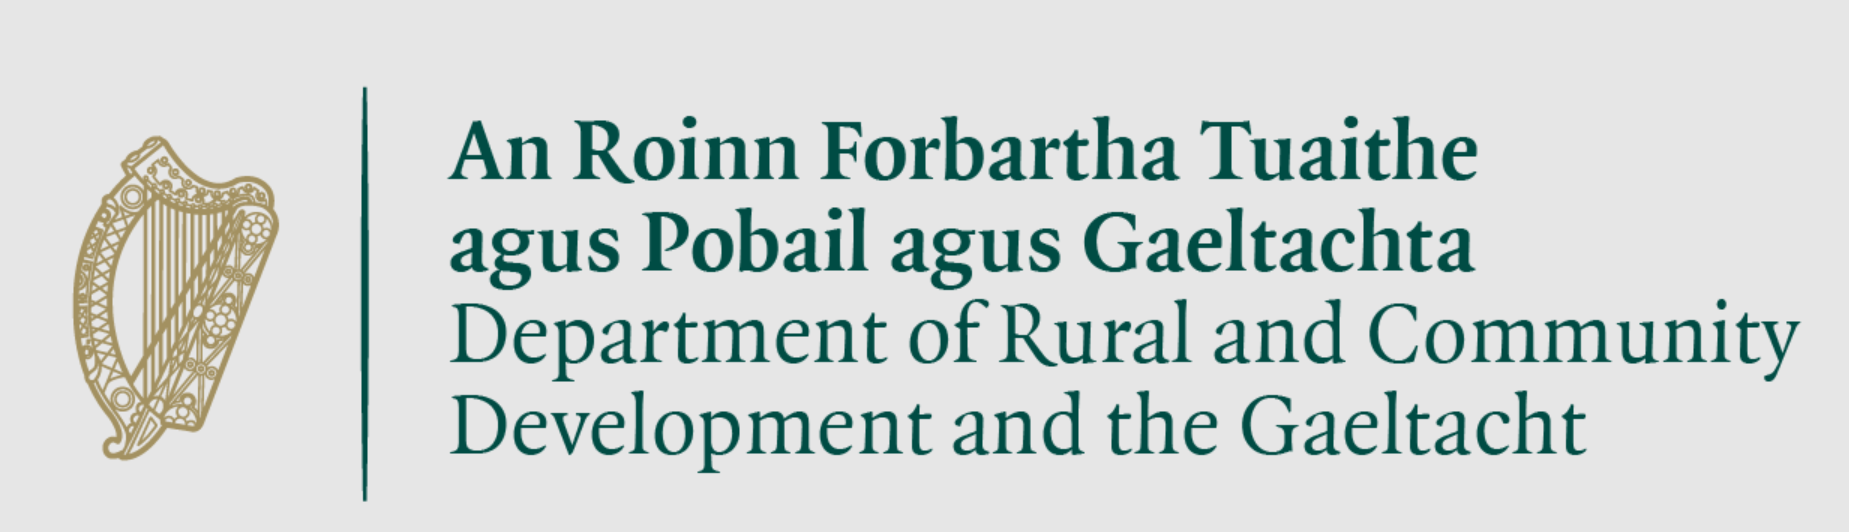 An Roinn Forbartha Tuaithe
agus Pobail agus Gaeltachta
Department of Rural and Community
Development and the Gaeltacht